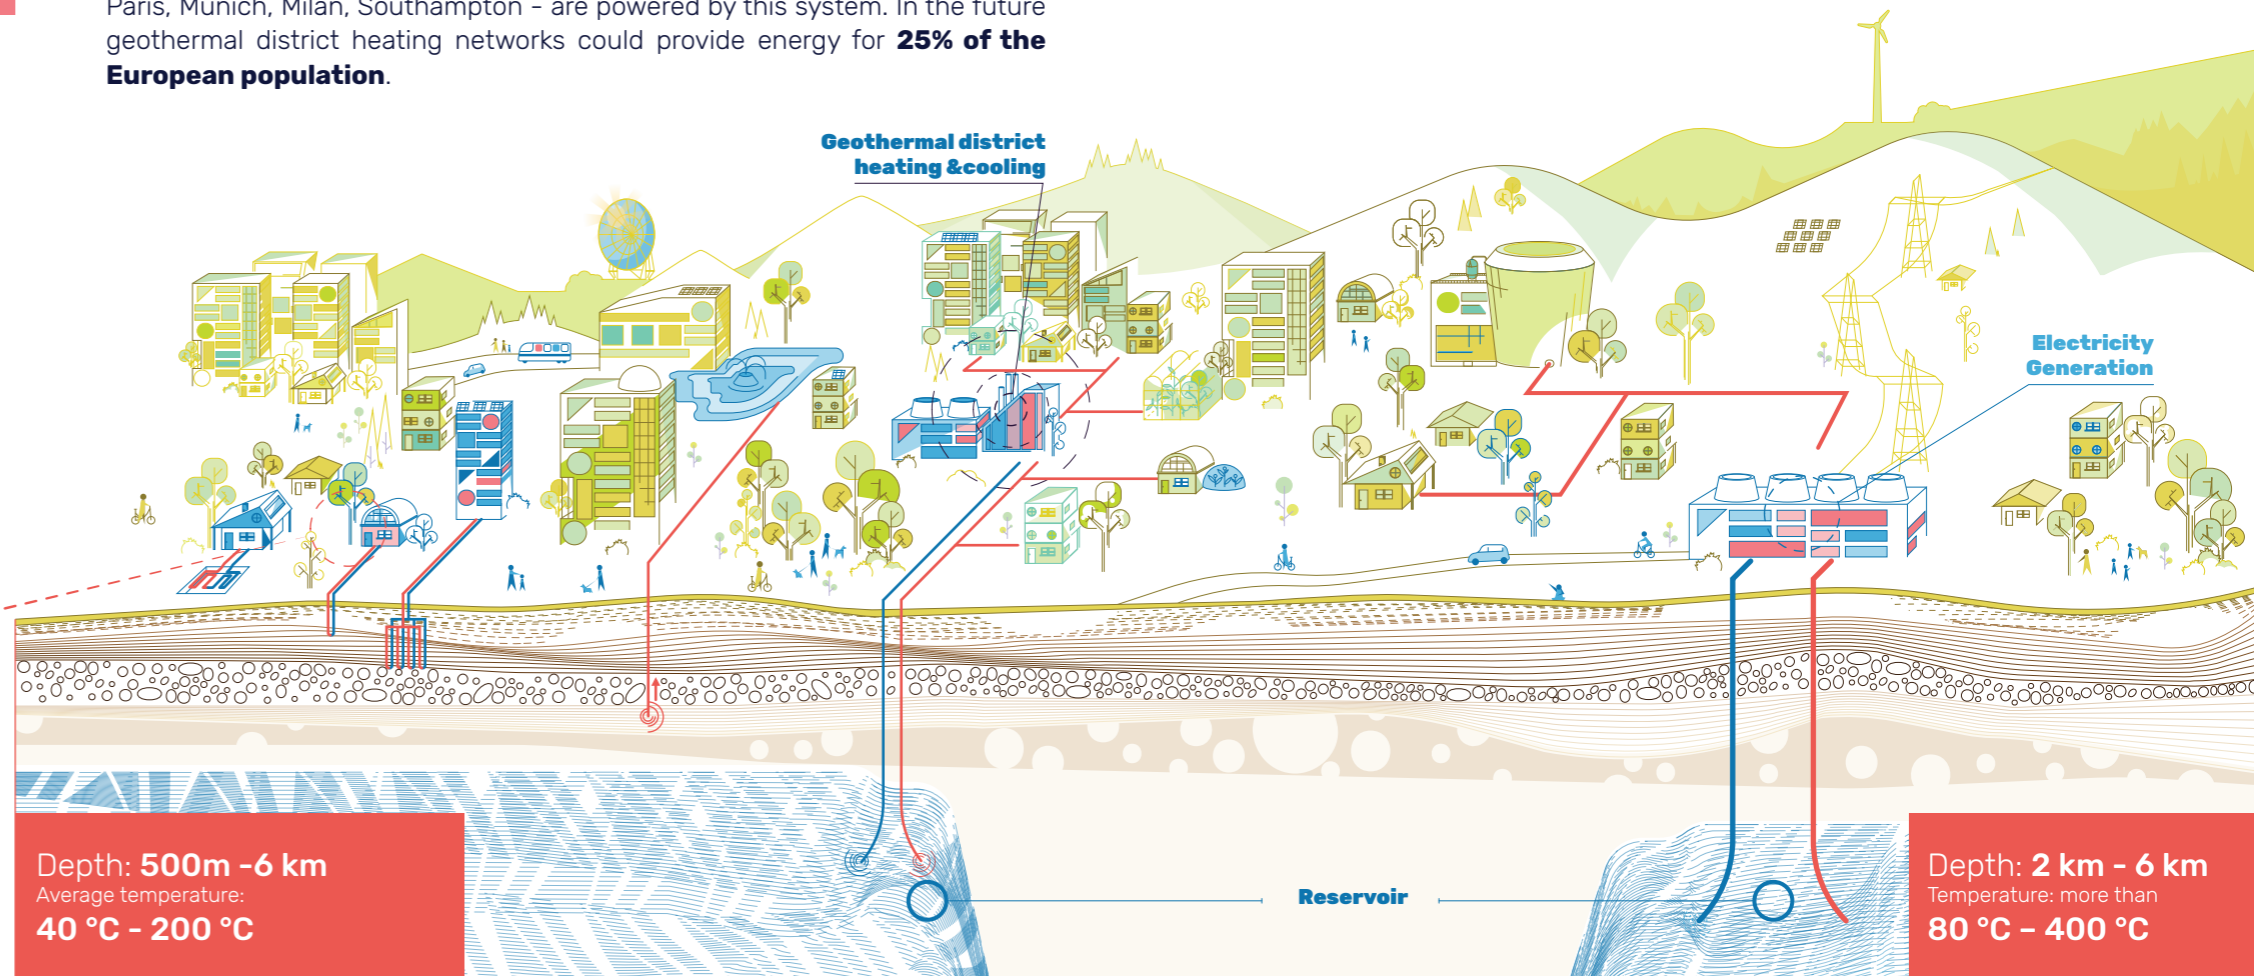 Paris, Munich, Milan, Southampton - are powered by this system. In the future
geothermal district heating networks could provide energy for 25% of the
European population.
Geothermal district
heating &cooling
Electricity
Generation
Reservoir
Depth: 500m -6 km
Average temperature:
40 °C - 200 °C
Depth: 2 km - 6 km
Temperature: more than
80 °C – 400 °C